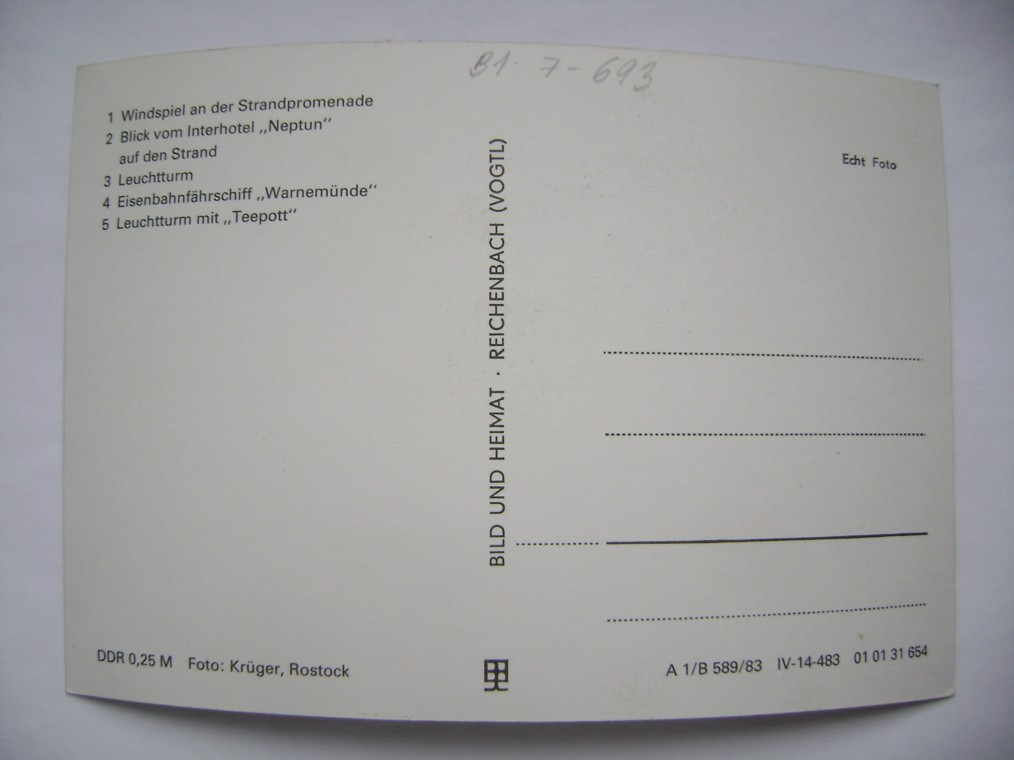 B1. 7-693
1 Windspiel an der Strandpromenade
2 Blick vom Interhotel „Neptun“
auf den Strand
3 Leuchtturm
4 Eisenbahnfährschiff „Warnemünde“
5 Leuchtturm mit „Teepott“
BILD UND HEIMAT · REICHENBACH (VOGTL)
Echt Foto
DDR 0,25 M Foto: Krüger, Rostock
A 1/B 589/83 IV-14-483 01 01 31 654